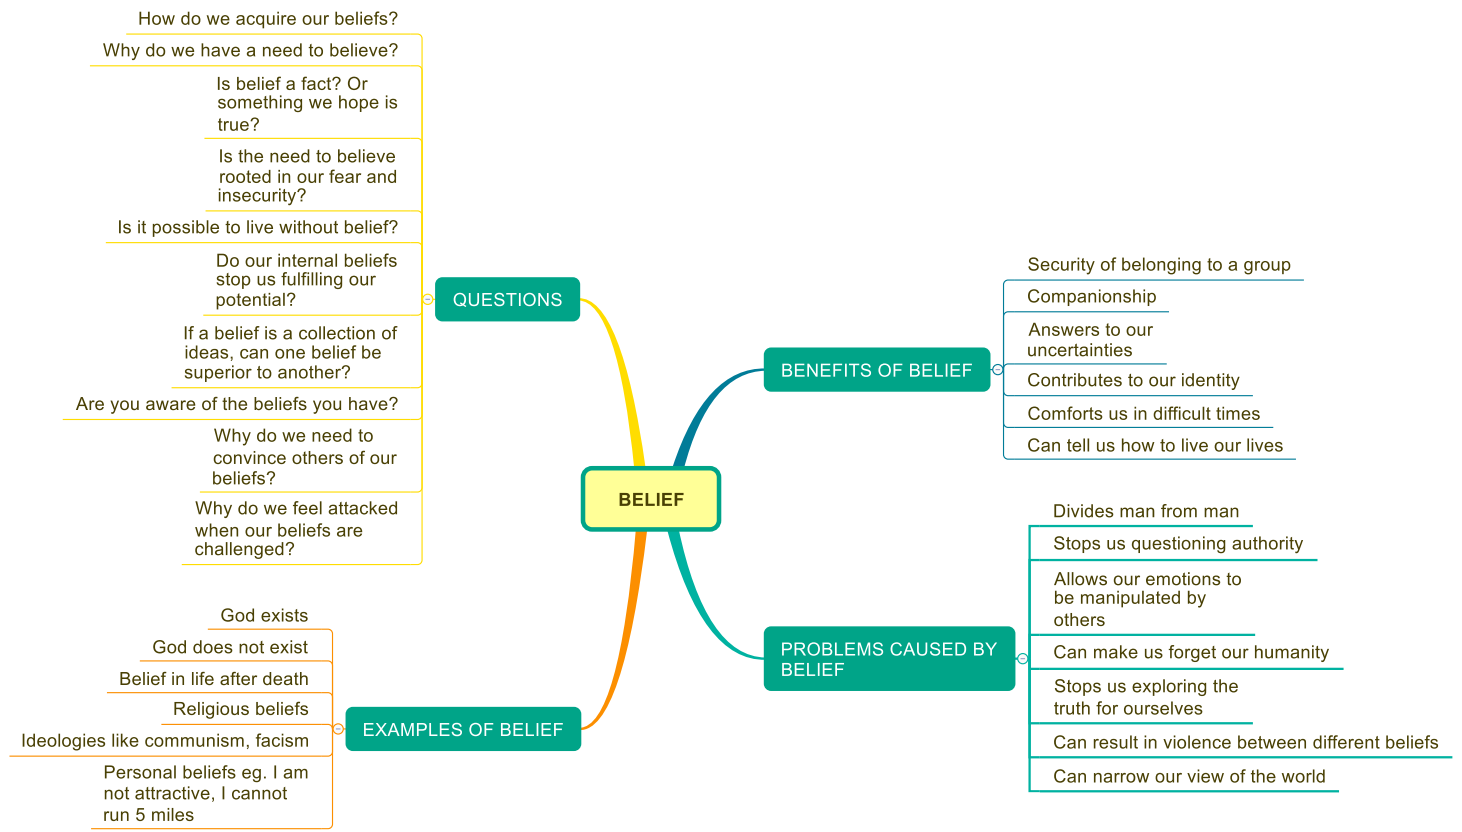 How do we acquire our beliefs?
Why do we have a need to believe?
Is belief a fact? Or
something we hope is
true?
Is the need to believe
rooted in our fear and
insecurity?
Is it possible to live without belief?
Do our internal beliefs
stop us fulfilling our
potential?
If a belief is a collection of
ideas, can one belief be
superior to another?
Are you aware of the beliefs you have?
Why do we need to
convince others of our
beliefs?
Why do we feel attacked
when our beliefs are
challenged?
QUESTIONS
BELIEF
BENEFITS OF BELIEF
Security of belonging to a group
Companionship
Answers to our
uncertainties
Contributes to our identity
Comforts us in difficult times
Can tell us how to live our lives
PROBLEMS CAUSED BY
BELIEF
Divides man from man
Stops us questioning authority
Allows our emotions to
be manipulated by
others
Can make us forget our humanity
Stops us exploring the
truth for ourselves
Can result in violence between different beliefs
Can narrow our view of the world
God exists
God does not exist
Belief in life after death
Religious beliefs
Ideologies like communism, facism
Personal beliefs eg. I am
not attractive, I cannot
run 5 miles
EXAMPLES OF BELIEF